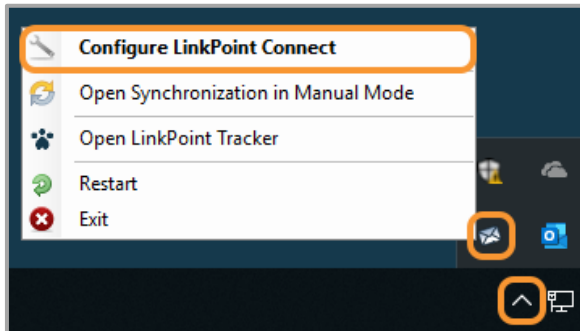 Configure LinkPoint Connect
Open Synchronization in Manual Mode
Open LinkPoint Tracker
Restart
Exit